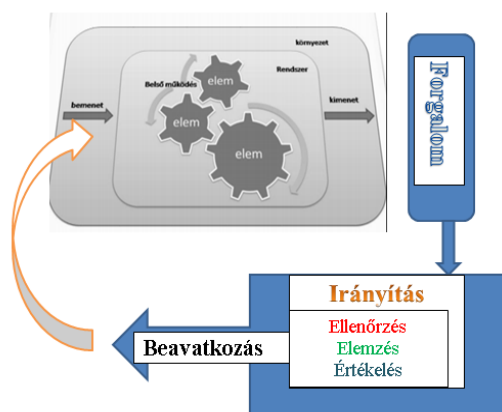 környezet
Rendszer
Belső működés
elem
bemenet
elem
kimenet
elem
Forgalom
Irányítás
Ellenőrzés
Beavatkozás
Elemzés
Értékelés